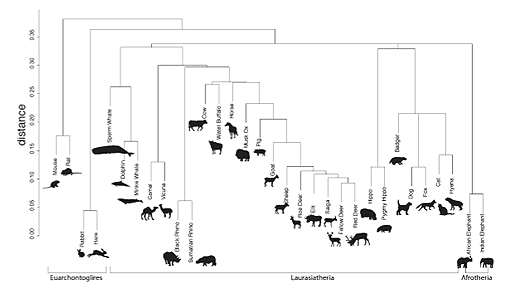 distance
0.35
0.30
0.25
0.20
0.15
0.10
0.05
0.00
Mouse
Rat
Rabbit
Hare
Sperm Whale
Dolphin
Minke Whale
Camel
Vicuna
Black Rhino
Sumatran Rhino
Cow
Water Buffalo
Horse
Musk Ox
Pig
Goat
Sheep
Roe Deer
Elk
Saiga
Fallow Deer
Red Deer
Hippo
Pygmy Hippo
Badger
Dog
Fox
Cat
Hyena
African Elephant
Indian Elephant
Euarchontoglires
Laurasiatheria
Afrotheria